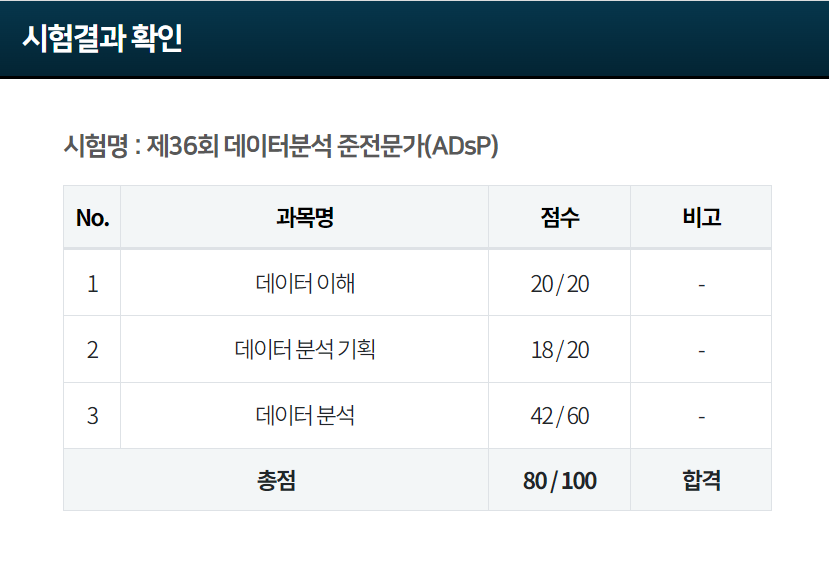 시험결과 확인
시험명 : 제36회 데이터분석 준전문가(ADsP)
No. 과목명 점수 비고
1 데이터 이해 20 / 20 -
2 데이터 분석 기획 18 / 20 -
3 데이터 분석 42 / 60 -
총점 80 / 100 합격